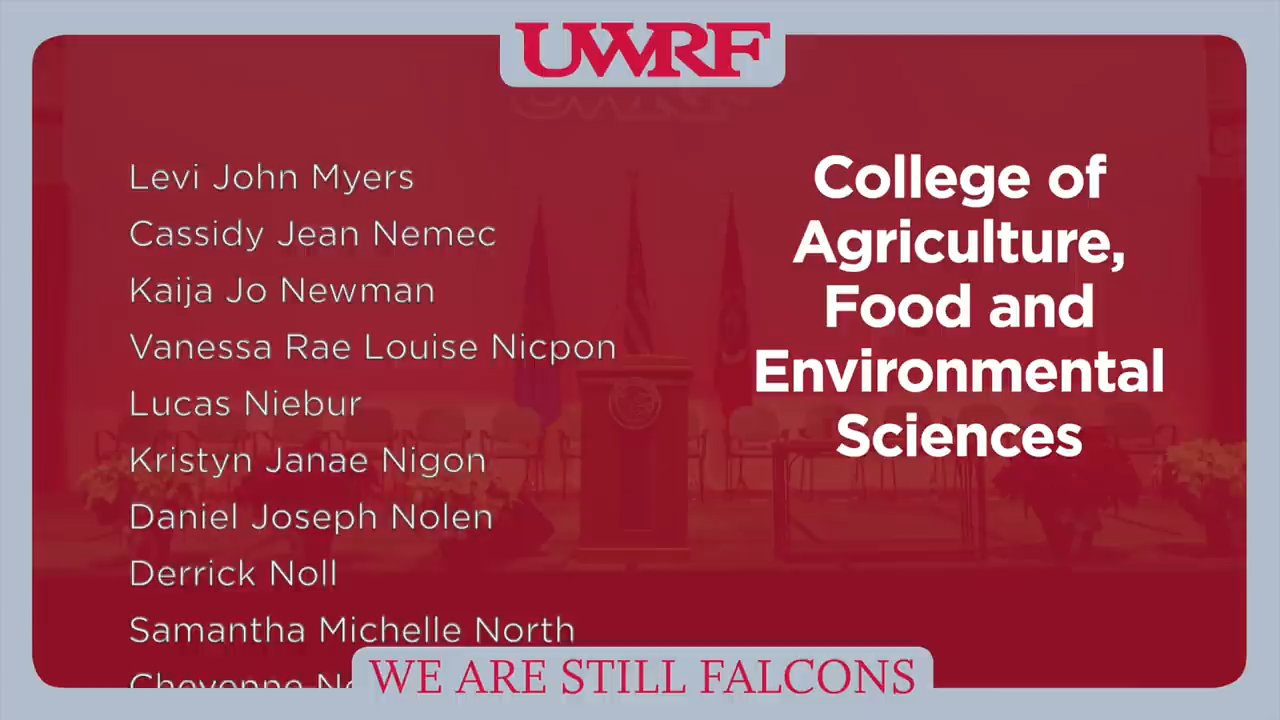 UWRF
Levi John Myers
Cassidy Jean Nemec
Kaija Jo Newman
Vanessa Rae Louise Nicpon
Lucas Niebur
Kristyn Janae Nigon
Daniel Joseph Nolen
Derrick Noll
Samantha Michelle North
Cheyenne
College of
Agriculture,
Food and
Environmental
Sciences
WE ARE STILL FALCONS